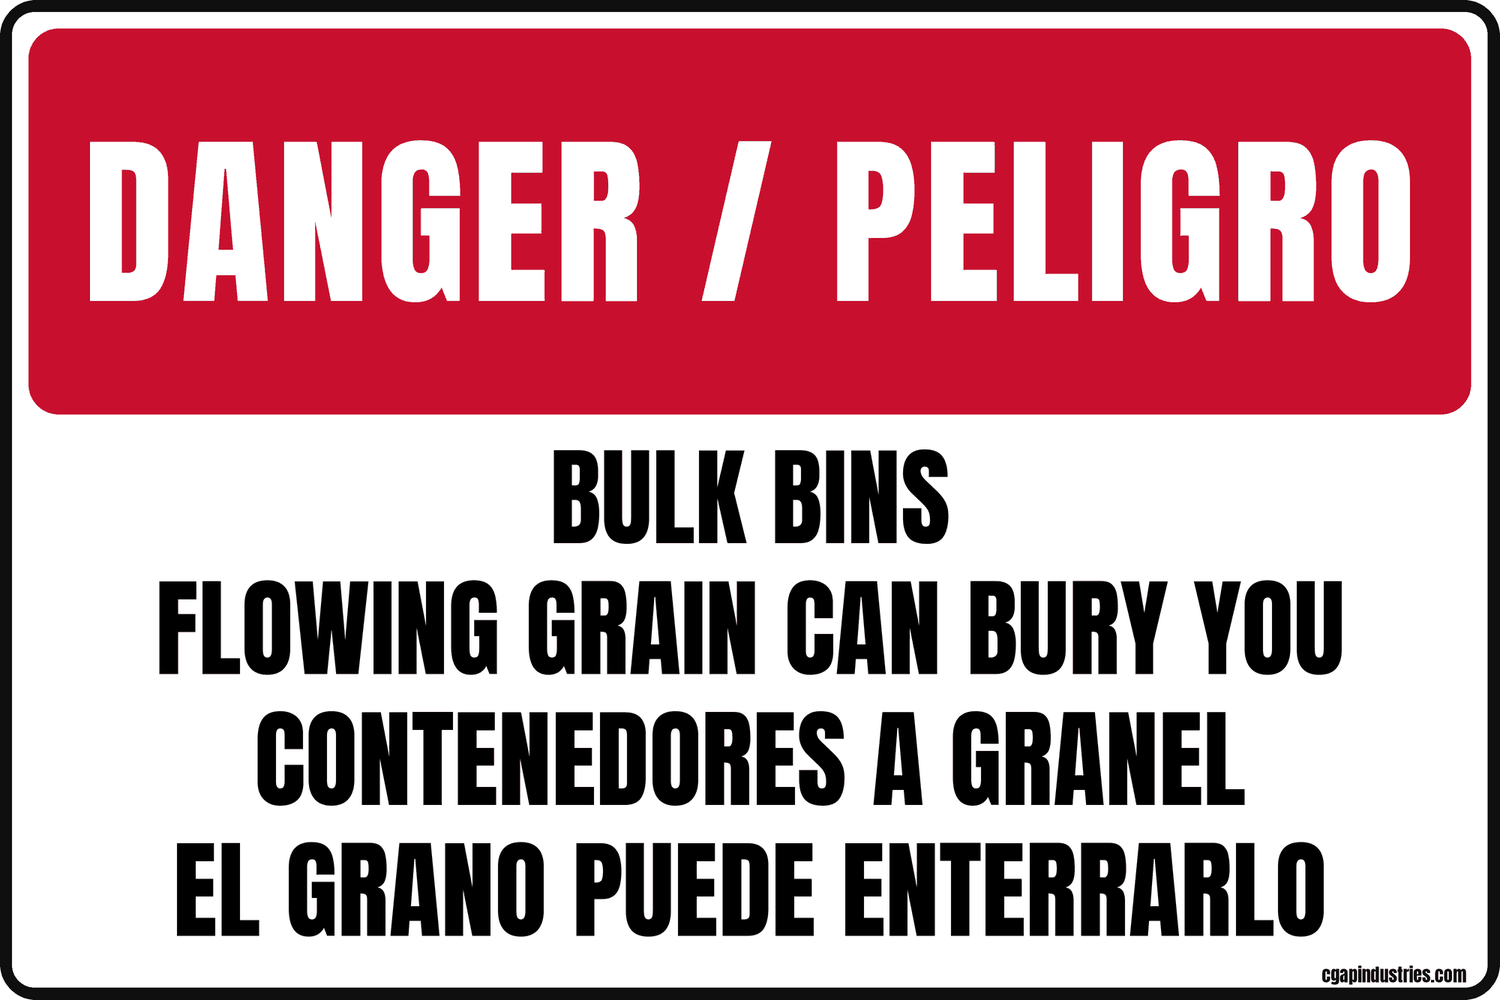 DANGER / PELIGRO
BULK BINS
FLOWING GRAIN CAN BURY YOU
CONTENEDORES A GRANEL
EL GRANO PUEDE ENTERRARLO
cgapindustries.com